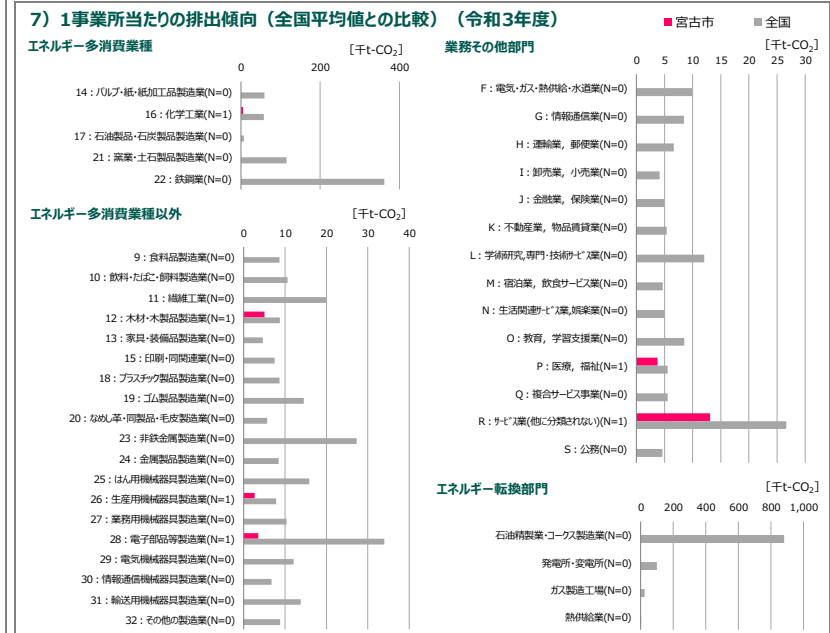 7）1事業所当たりの排出傾向（全国平均値との比較）（令和3年度）
■宮古市 ■全国
エネルギー多消費業種
[千t-CO₂]
0 200 400
14：パルプ・紙・紙加工品製造業(N=0)
16：化学工業(N=1)
17：石油製品・石炭製品製造業(N=0)
21：窯業・土石製品製造業(N=0)
22：鉄鋼業(N=0)
エネルギー多消費業種以外
[千t-CO₂]
0 10 20 30 40
9：食料品製造業(N=0)
10：飲料・たばこ・飼料製造業(N=0)
11：繊維工業(N=0)
12：木材・木製品製造業(N=1)
13：家具・装備品製造業(N=0)
15：印刷・同関連業(N=0)
18：プラスチック製品製造業(N=0)
19：ゴム製品製造業(N=0)
20：なめし革・同製品・毛皮製造業(N=0)
23：非鉄金属製造業(N=0)
24：金属製品製造業(N=0)
25：はん用機械器具製造業(N=0)
26：生産用機械器具製造業(N=1)
27：業務用機械器具製造業(N=0)
28：電子部品等製造業(N=1)
29：電気機械器具製造業(N=0)
30：情報通信機械器具製造業(N=0)
31：輸送用機械器具製造業(N=0)
32：その他の製造業(N=0)
業務その他部門
[千t-CO₂]
0 5 10 15 20 25 30
F：電気・ガス・熱供給・水道業(N=0)
G：情報通信業(N=0)
H：運輸業，郵便業(N=0)
I：卸売業，小売業(N=0)
J：金融業，保険業(N=0)
K：不動産業，物品賃貸業(N=0)
L：学術研究,専門・技術サービス業(N=0)
M：宿泊業，飲食サービス業(N=0)
N：生活関連サービス業,娯楽業(N=0)
O：教育，学習支援業(N=0)
P：医療，福祉(N=1)
Q：複合サービス事業(N=0)
R：サービス業(他に分類されない)(N=1)
S：公務(N=0)
エネルギー転換部門
[千t-CO₂]
0 200 400 600 800 1,000
石油精製業・コークス製造業(N=0)
発電所・変電所(N=0)
ガス製造工場(N=0)
熱供給業(N=0)